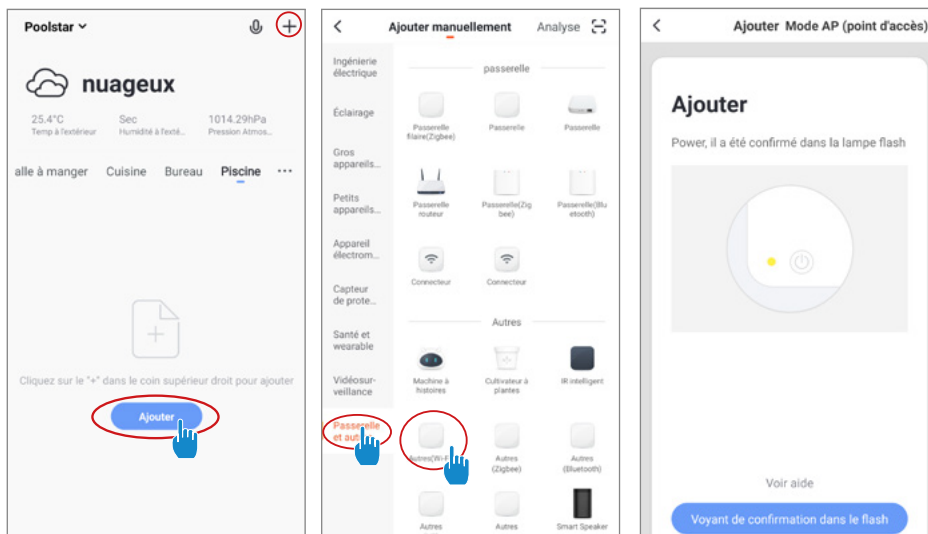 Poolstar
nuageux
25.4°C Sec 1014.29hPa
Temp à l'extérieur Humidité à l'exté... Pression Atmos...
alle à manger Cuisine Bureau Piscine ...
Cliquez sur le "+" dans le coin supérieur droit pour ajouter
Ajouter
Ajouter manuellement Analyse
Ingénierie
électrique
Éclairage
Gros
appareils...
Petits
appareils...
Appareil
électrom...
Capteur
de prote...
Santé et
wearable
Vidéosur-
veillance
Passerelle
et aut
passerelle
Passerelle
filaire(Zigbee)
Passerelle
Passerelle
Passerelle
routeur
Passerelle(Zig
bee)
Passerelle(Blu
etooth)
Connecteur
Connecteur
Autres
Machine à
histoires
Cultivateur à
plantes
IR intelligent
Autres(Wi-F
Autres
(Zigbee)
Autres
(Bluetooth)
Autres
Autres
Smart Speaker
Ajouter Mode AP (point d'accès)
Ajouter
Power, il a été confirmé dans la lampe flash
Voir aide
Voyant de confirmation dans le flash